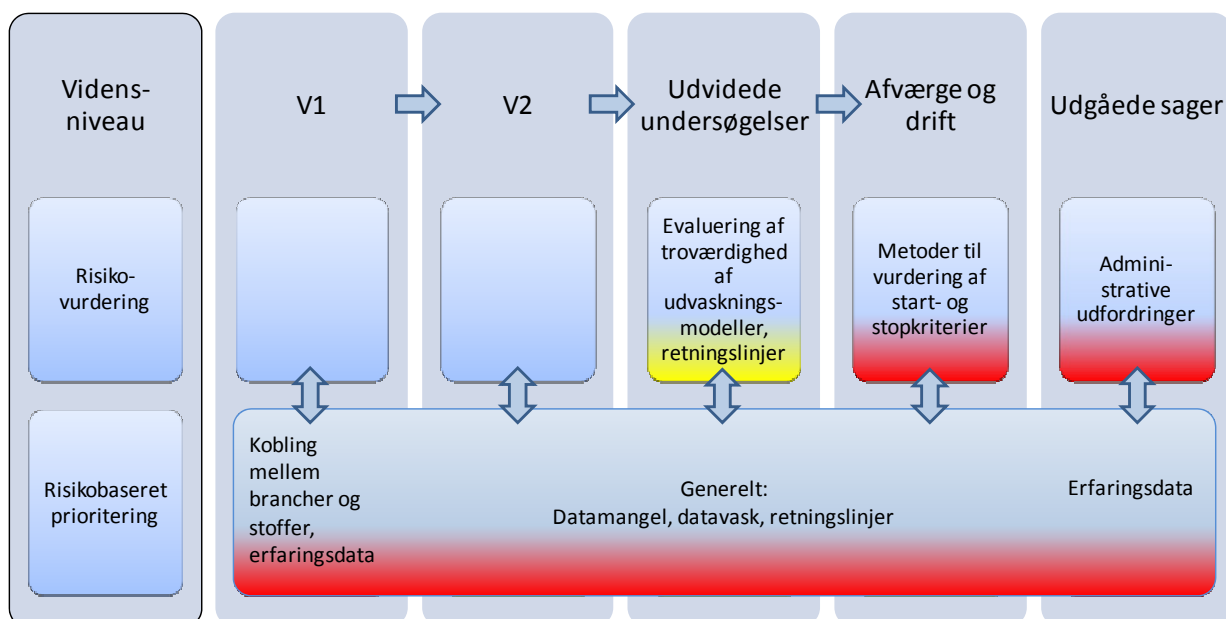 Videns-
niveau
V1
V2
Udvidede
undersøgelser
Afværge og
drift
Udgåede sager
Risiko-
vurdering
Evaluering af
troværdighed
af
udvasknings-
modeller,
retningslinjer
Metoder til
vurdering af
start- og
stopkriterier
Admini-
strative
udfordringer
Risikobaseret
prioritering
Kobling
mellem
brancher og
stoffer,
erfaringsdata
Generelt:
Datamangel, datavask, retningslinjer
Erfaringsdata